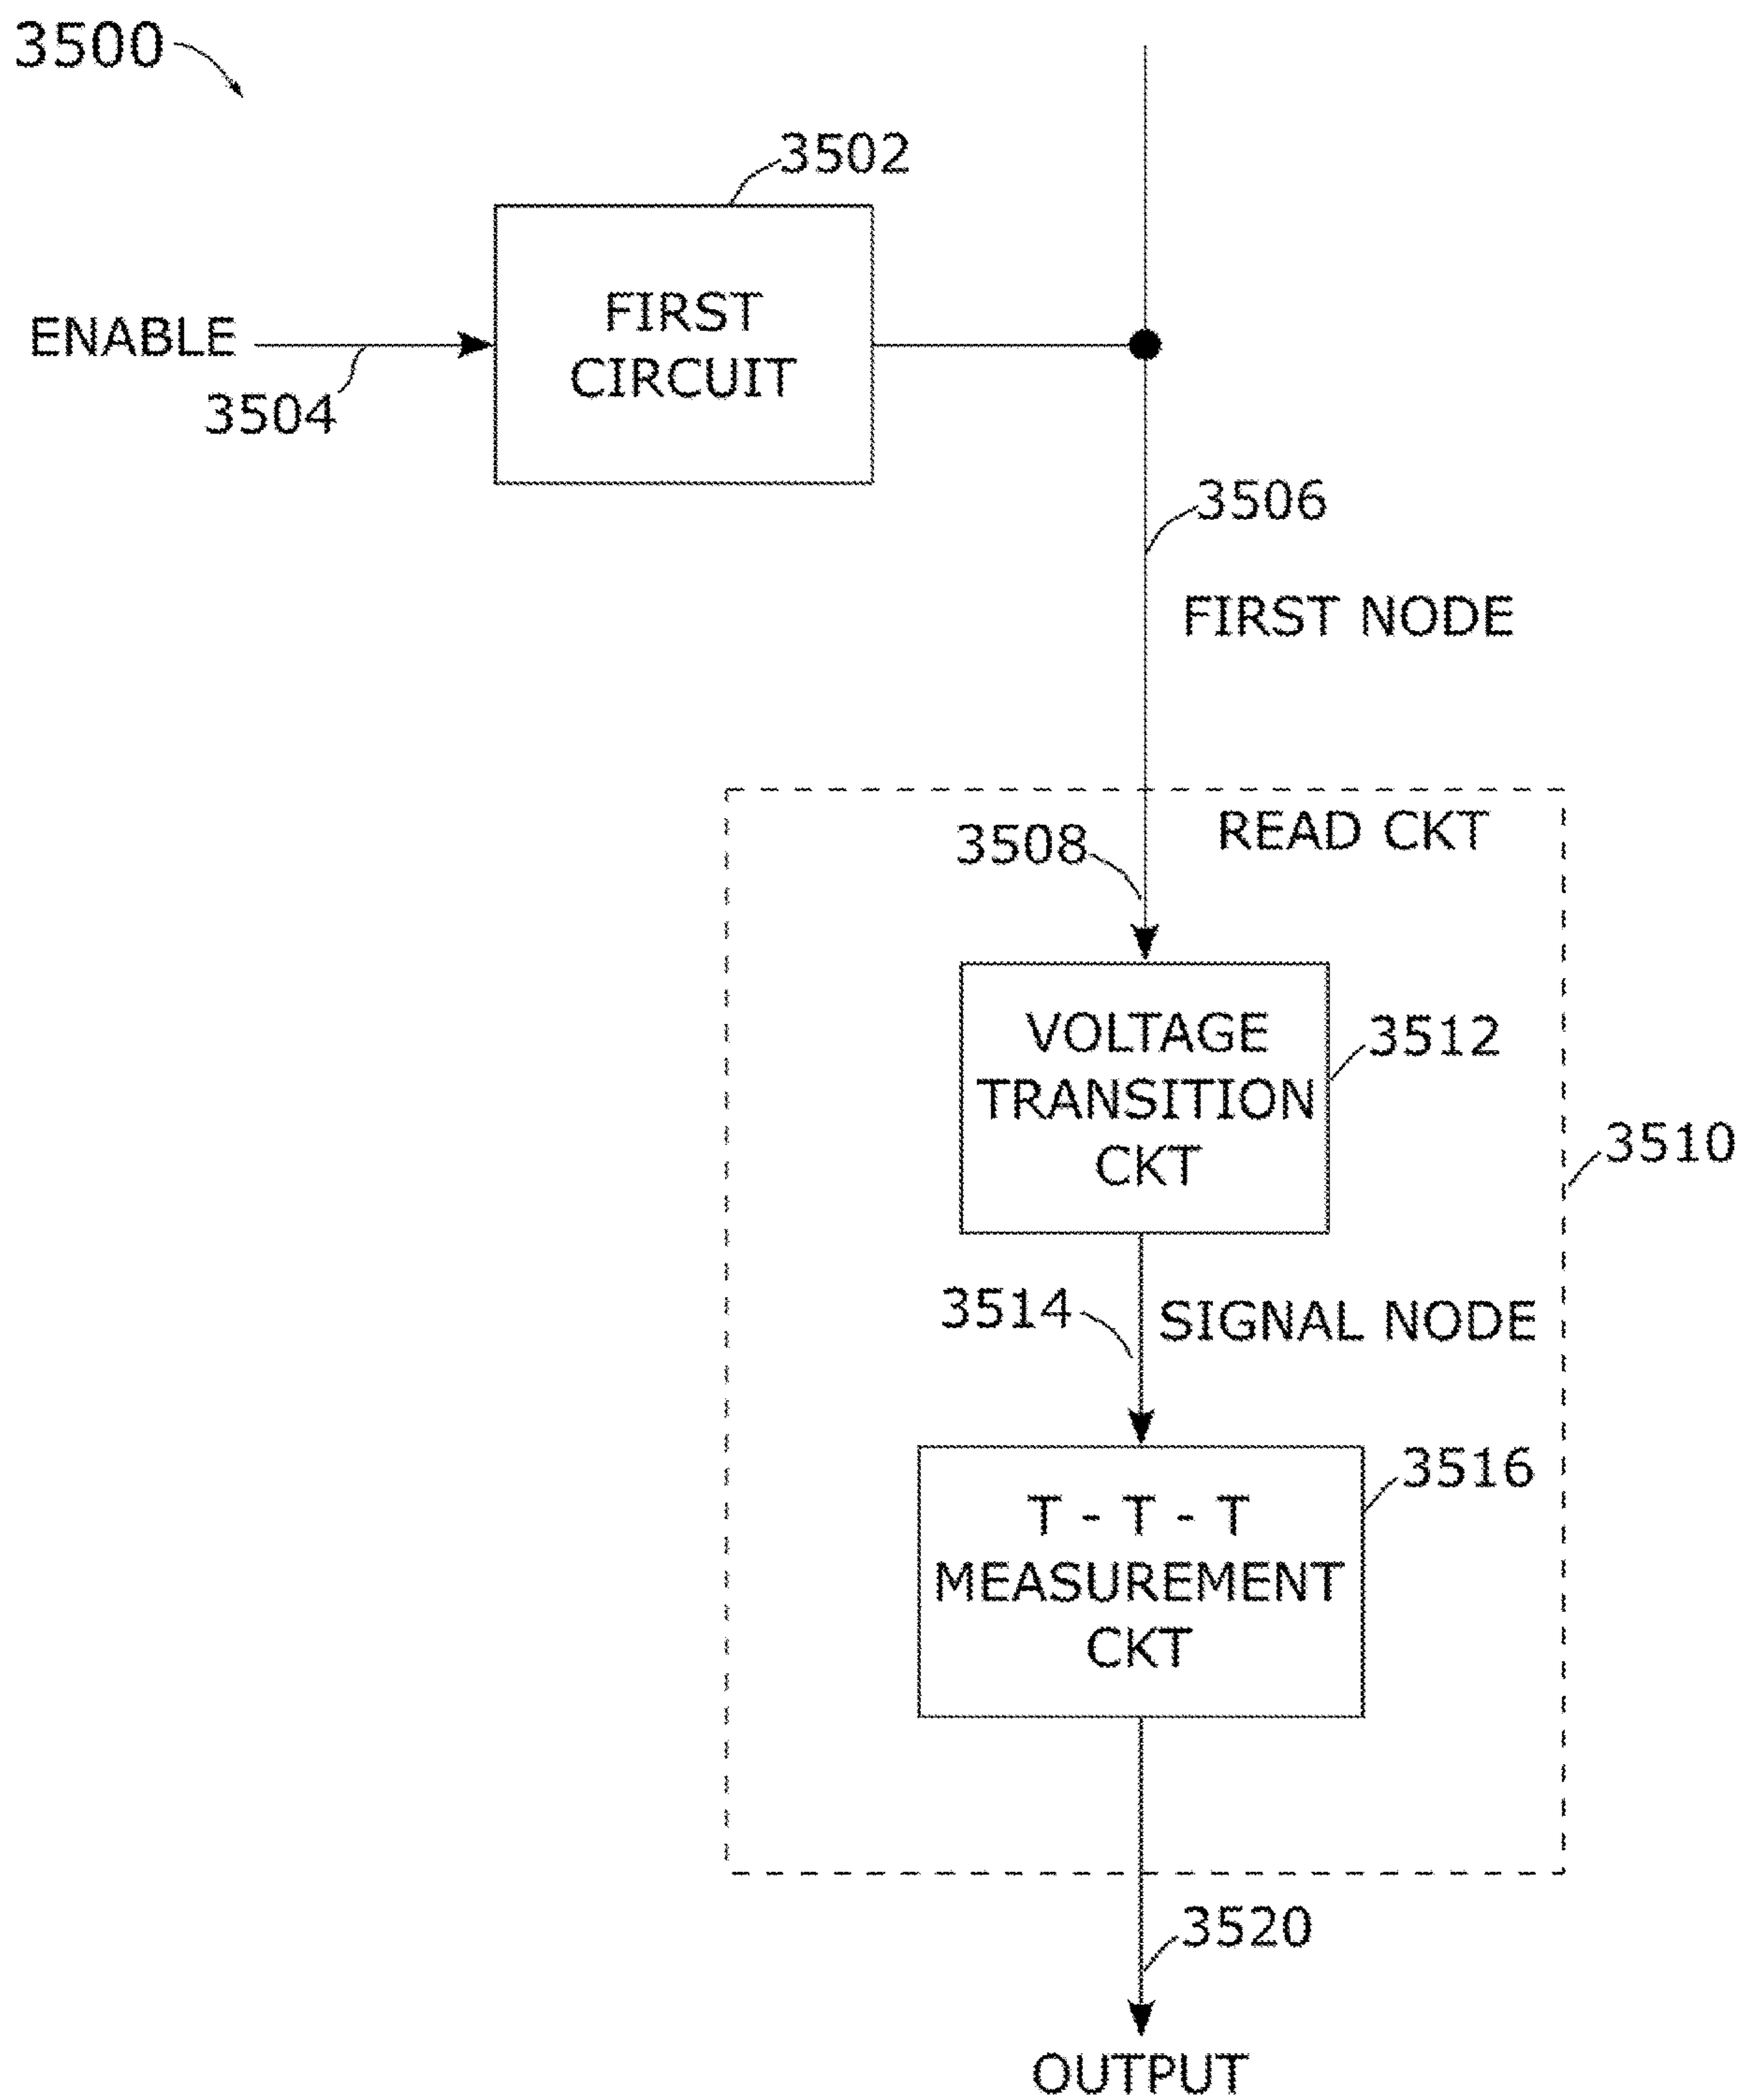 3500
3502
FIRST
CIRCUIT
ENABLE
3504
3506
FIRST NODE
READ CKT
3508
VOLTAGE
TRANSITION
CKT
3512
3510
3514
SIGNAL NODE
3516
T - T - T
MEASUREMENT
CKT
3520
OUTPUT